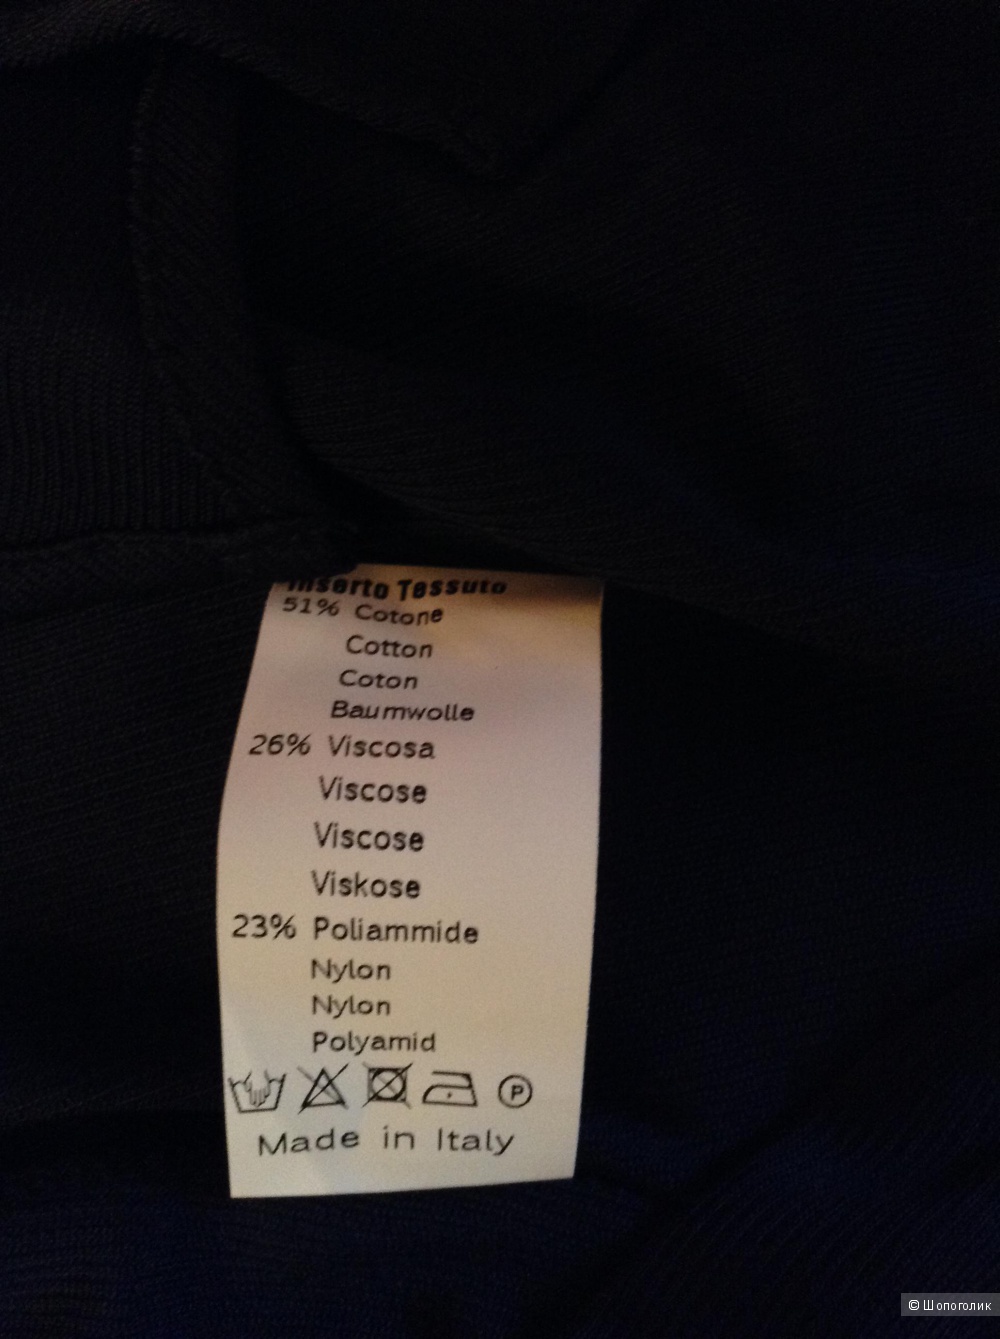 Inserto Tessuto
51% Cotone
Cotton
Coton
Baumwolle
26% Viscosa
Viscose
Viscose
Viskose
23% Poliammide
Nylon
Nylon
Polyamid
P
Made in Italy
© Шопоголик